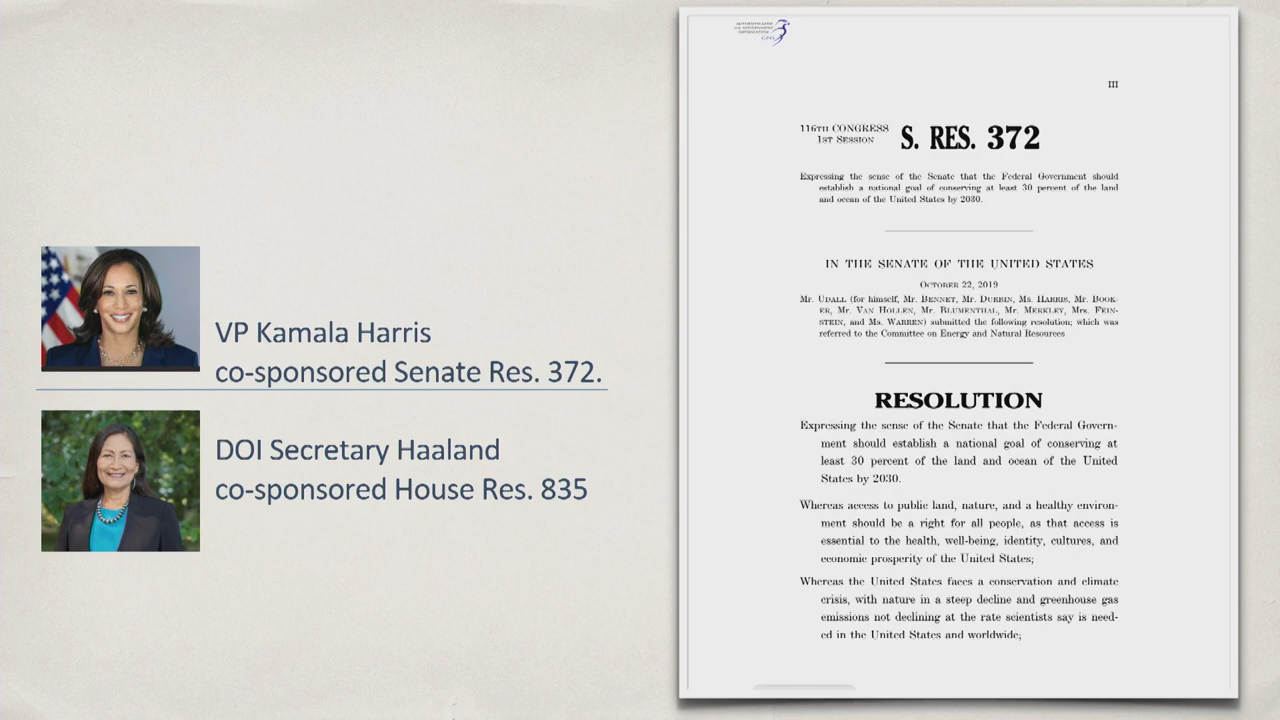 VP Kamala Harris
co-sponsored Senate Res. 372.
DOI Secretary Haaland
co-sponsored House Res. 835
AUTHENTICATED
U.S. GOVERNMENT
INFORMATION
GPO
III
116TH CONGRESS
1ST SESSION
S. RES. 372
Expressing the sense of the Senate that the Federal Government should
establish a national goal of conserving at least 30 percent of the land
and ocean of the United States by 2030.
IN THE SENATE OF THE UNITED STATES
OCTOBER 22, 2019
Mr. UDALL (for himself, Mr. BENNET, Mr. DURBIN, Ms. HARRIS, Mr. BOOK-
ER, Mr. VAN HOLLEN, Mr. BLUMENTHAL, Mr. MERKLEY, Mrs. FEIN-
STEIN, and Ms. WARREN) submitted the following resolution; which was
referred to the Committee on Energy and Natural Resources
RESOLUTION
Expressing the sense of the Senate that the Federal Govern-
ment should establish a national goal of conserving at
least 30 percent of the land and ocean of the United
States by 2030.
Whereas access to public land, nature, and a healthy environ-
ment should be a right for all people, as that access is
essential to the health, well-being, identity, cultures, and
economic prosperity of the United States;
Whereas the United States faces a conservation and climate
crisis, with nature in a steep decline and greenhouse gas
emissions not declining at the rate scientists say is need-
ed in the United States and worldwide;